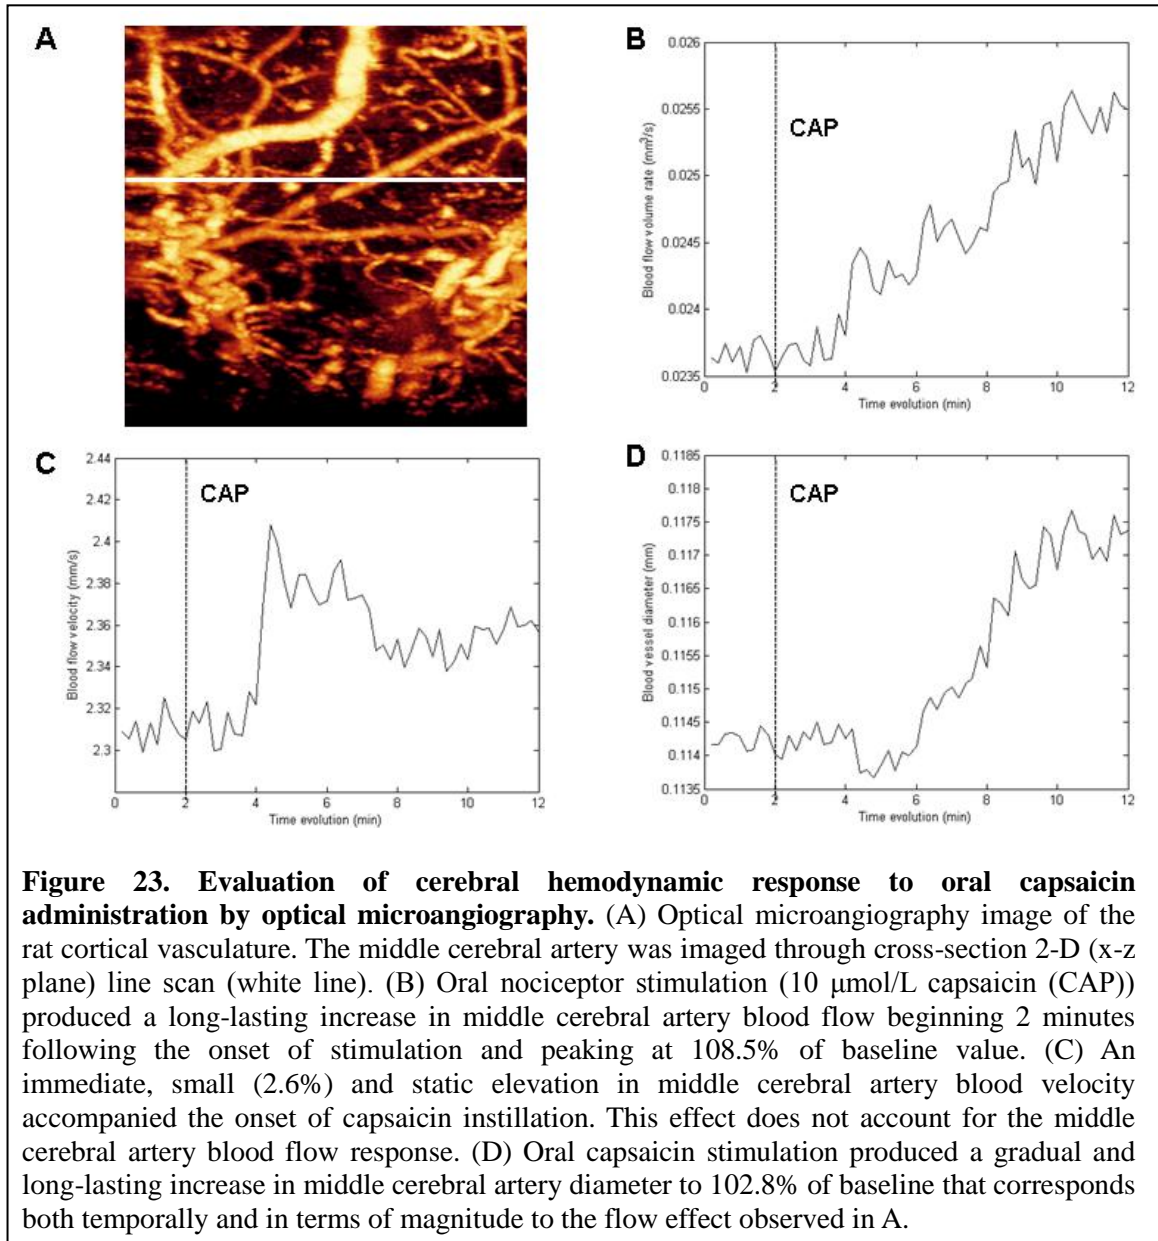 A
B
0.026
0.0255
0.025
0.0245
0.024
0.0235
Blood flow volume rate (mm³/s)
CAP
0 2 4 6 8 10 12
Time evolution (min)
C
2.44
2.42
2.4
2.38
2.36
2.34
2.32
2.3
Blood flow velocity (mm/s)
CAP
0 2 4 6 8 10 12
Time evolution (min)
D
0.1185
0.118
0.1175
0.117
0.1165
0.116
0.1155
0.115
0.1145
0.114
0.1135
Blood vessel diameter (mm)
CAP
0 2 4 6 8 10 12
Time evolution (min)
Figure 23. Evaluation of cerebral hemodynamic response to oral capsaicin
administration by optical microangiography. (A) Optical microangiography image of the
rat cortical vasculature. The middle cerebral artery was imaged through cross-section 2-D (x-z
plane) line scan (white line). (B) Oral nociceptor stimulation (10 μmol/L capsaicin (CAP))
produced a long-lasting increase in middle cerebral artery blood flow beginning 2 minutes
following the onset of stimulation and peaking at 108.5% of baseline value. (C) An
immediate, small (2.6%) and static elevation in middle cerebral artery blood velocity
accompanied the onset of capsaicin instillation. This effect does not account for the middle
cerebral artery blood flow response. (D) Oral capsaicin stimulation produced a gradual and
long-lasting increase in middle cerebral artery diameter to 102.8% of baseline that corresponds
both temporally and in terms of magnitude to the flow effect observed in A.